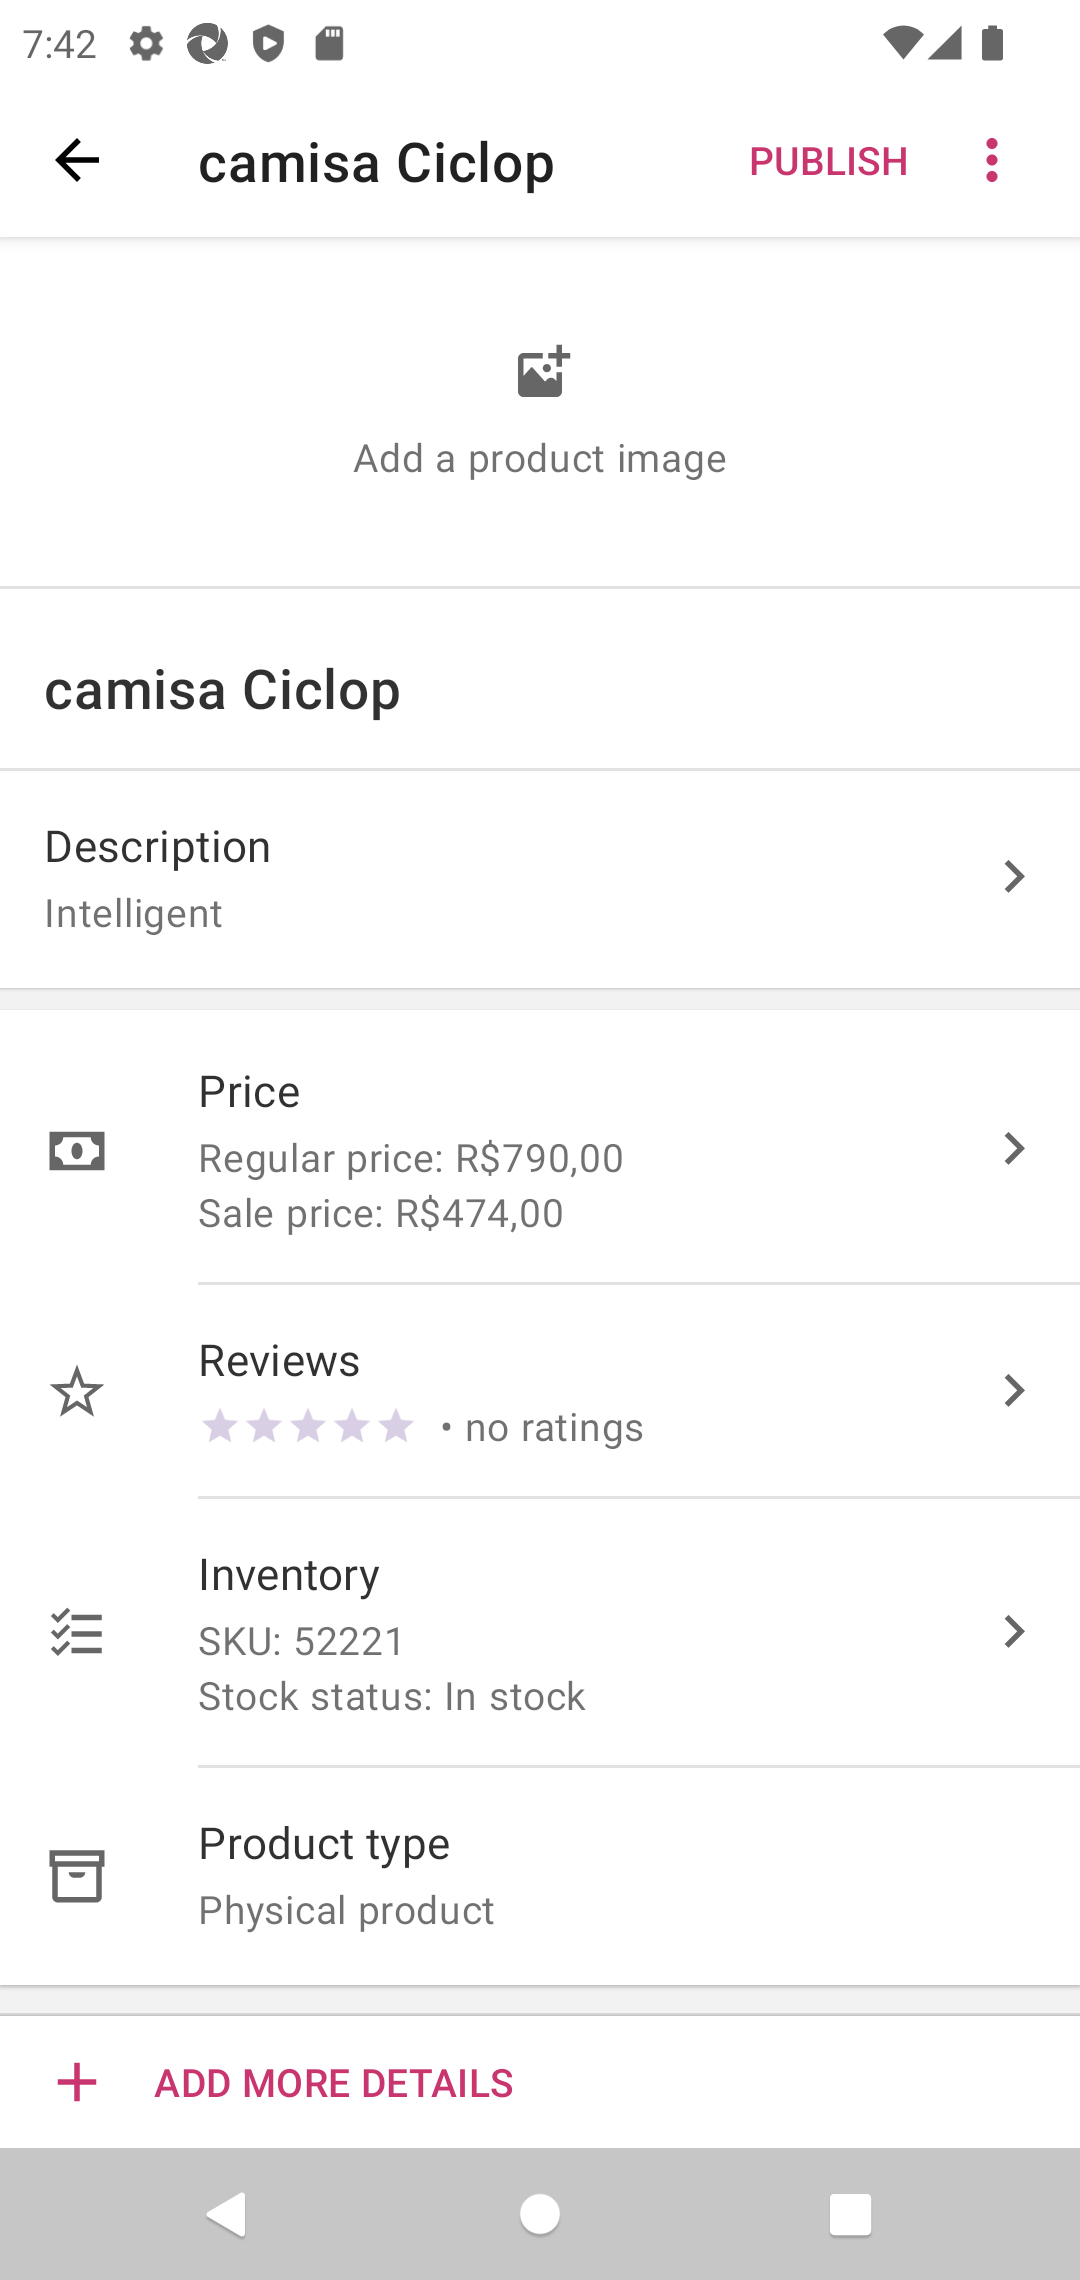 7:42
camisa Ciclop
PUBLISH
Add a product image
camisa Ciclop
Description
Intelligent
Price
Regular price: R$790,00
Sale price: R$474,00
Reviews
• no ratings
Inventory
SKU: 52221
Stock status: In stock
Product type
Physical product
ADD MORE DETAILS